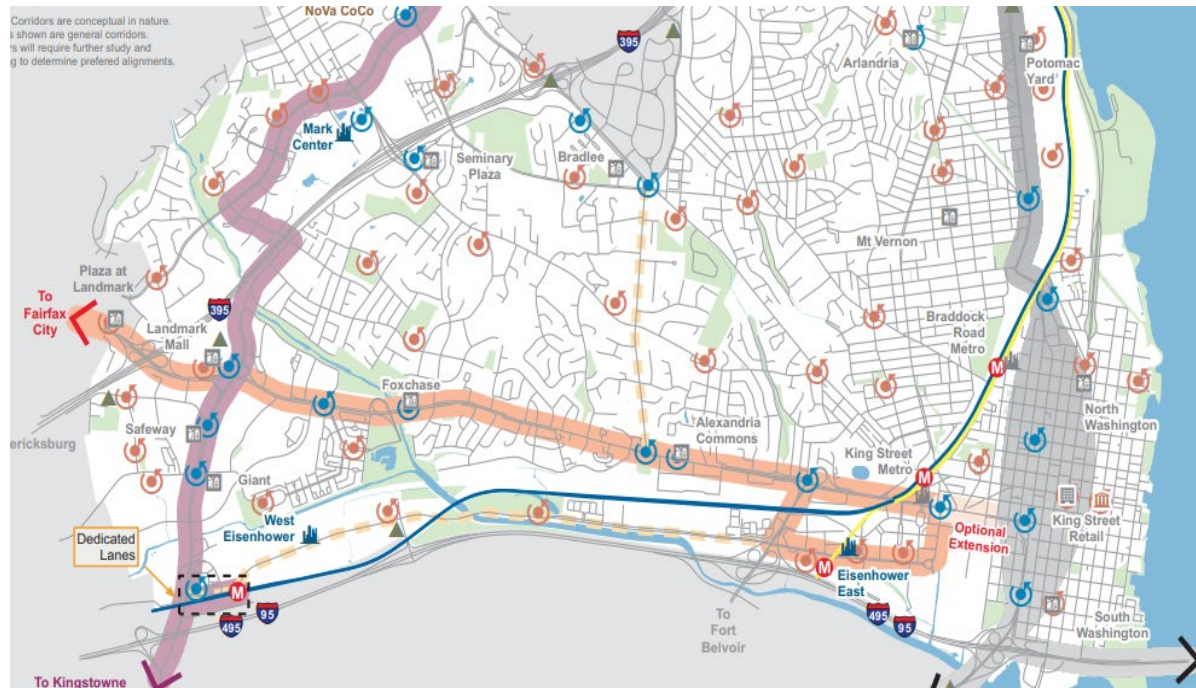 NoVa CoCo
Corridors are conceptual in nature.
shown are general corridors.
will require further study and
to determine prefered alignments.
395
Arlandria
Potomac
Yard
Mark
Center
Seminary
Plaza
Bradlee
Mt Vernon
Plaza at
Landmark
To
Fairfax
City
395
Landmark
Mall
Braddock
Road
Metro
M
Foxchase
North
Washington
Safeway
Alexandria
Commons
ericksburg
King Street
Metro
M
Giant
West
Eisenhower
King Street
Retail
Optional
Extension
Dedicated
Lanes
M
M
Eisenhower
East
495
95
495
95
To
Fort
Belvoir
South
Washington
To Kingstowne